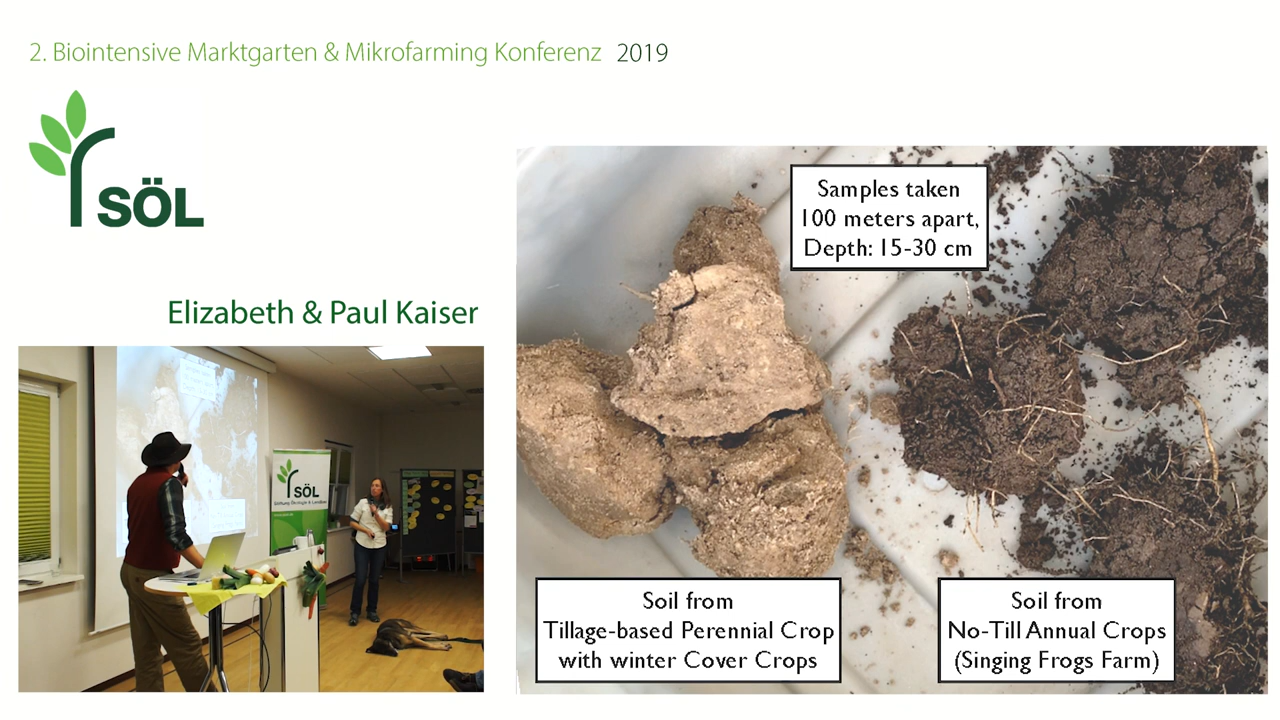 2. Biointensive Marktgarten & Mikrofarming Konferenz 2019
SÖL
Elizabeth & Paul Kaiser
SÖL
Samples taken
100 meters apart,
Depth: 15-30 cm
Soil from
Tillage-based Perennial Crop
with winter Cover Crops
Soil from
No-Till Annual Crops
(Singing Frogs Farm)